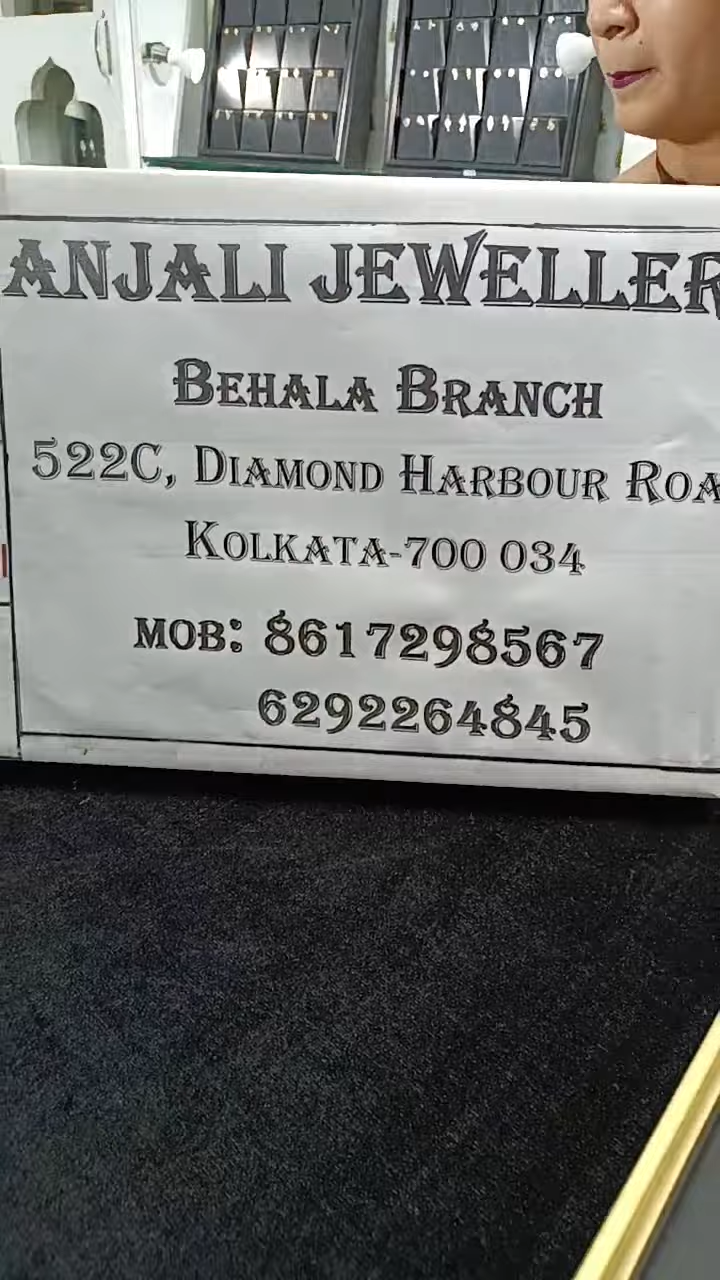 ANJALI JEWELLER
BEHALA BRANCH
522C, DIAMOND HARBOUR ROA
KOLKATA-700 034
MOB: 8617298567
6292264845